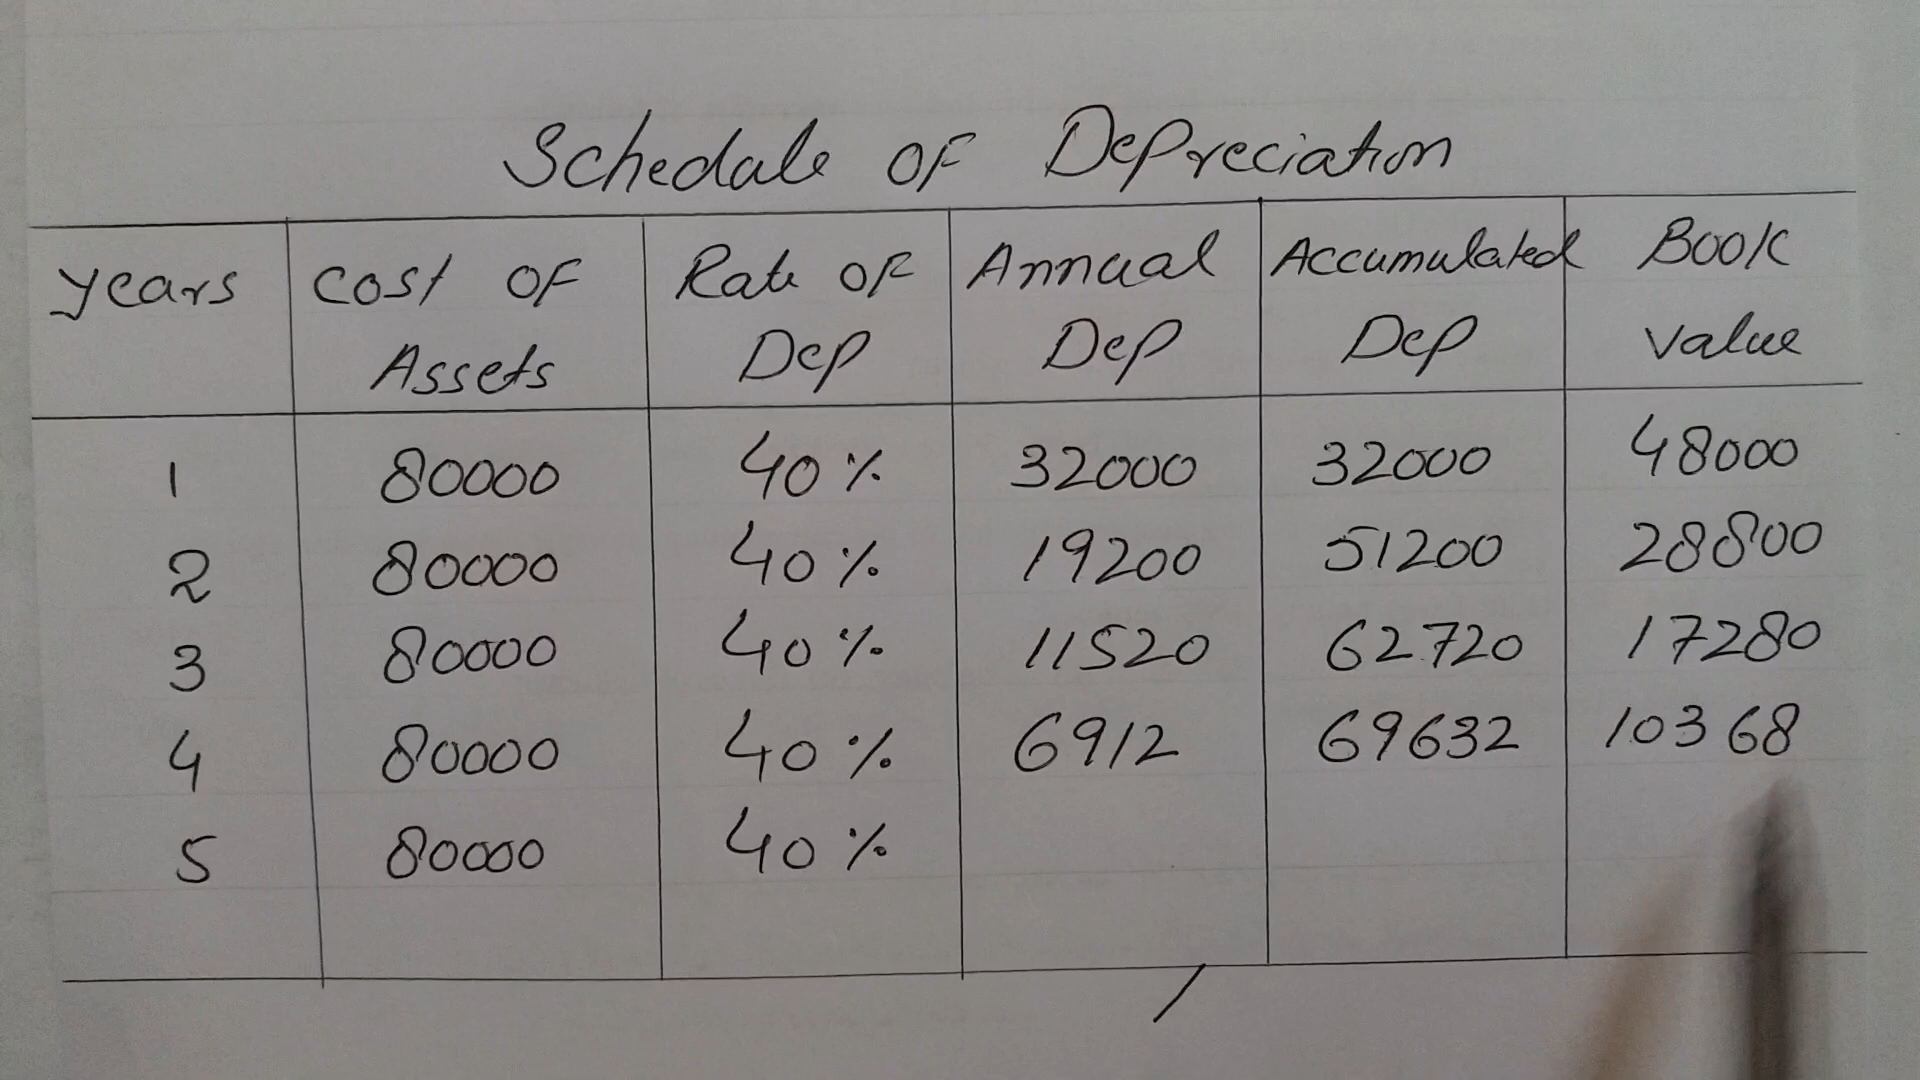 Schedale of Depreciation
years | Cost of Assets | Rate of Dep | Annual Dep | Accumulated Dep | Book value
1 | 80000 | 40% | 32000 | 32000 | 48000
2 | 80000 | 40% | 19200 | 51200 | 28800
3 | 80000 | 40% | 11520 | 62720 | 17280
4 | 80000 | 40% | 6912 | 69632 | 10368
5 | 80000 | 40%